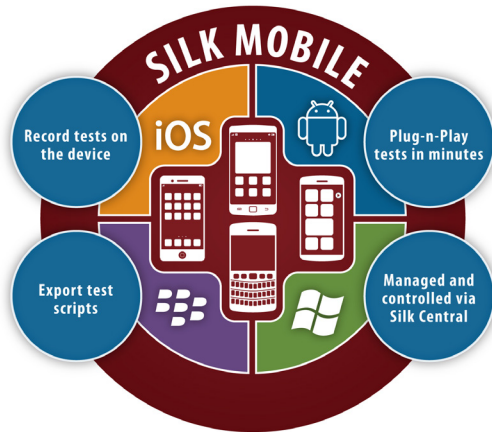 SILK MOBILE
Record tests on
the device
iOS
Plug-n-Play
tests in minutes
Export test
scripts
Managed and
controlled via
Silk Central